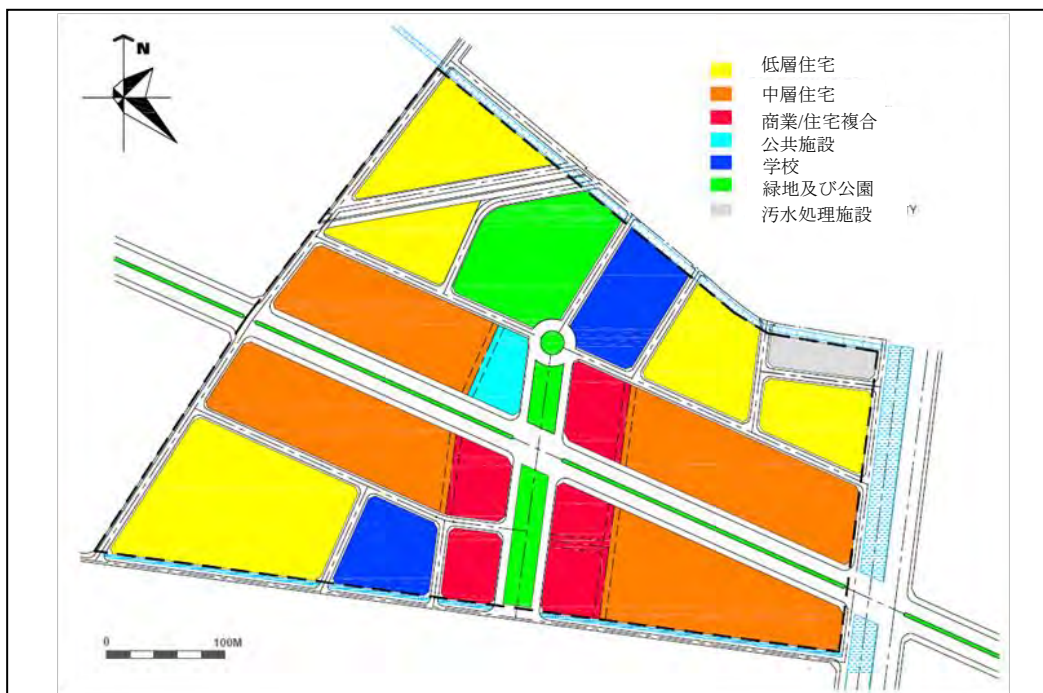 N
低層住宅
中層住宅
商業/住宅複合
公共施設
学校
緑地及び公園
汚水処理施設
Y
0 100M